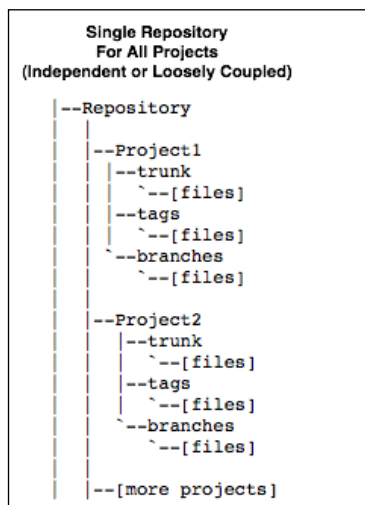 Single Repository
For All Projects
(Independent or Loosely Coupled)
|--Repository
| |
| |--Project1
| | |--trunk
| | | `--[files]
| | |--tags
| | | `--[files]
| | `--branches
| |   `--[files]
| |
| |--Project2
| | |--trunk
| | | `--[files]
| | |--tags
| | | `--[files]
| | `--branches
| |   `--[files]
| |
| |--[more projects]